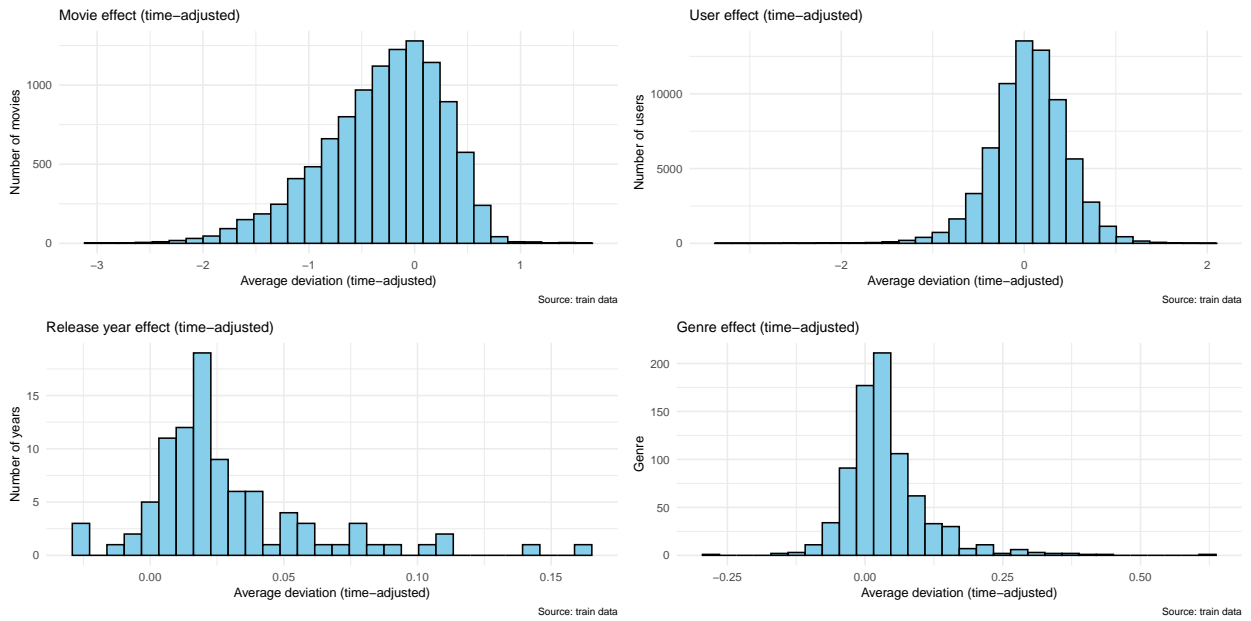 Movie effect (time−adjusted)
Number of movies
1000
500
0
−3
−2
−1
0
1
Average deviation (time−adjusted)
Source: train data
User effect (time−adjusted)
Number of users
10000
5000
0
−2
0
2
Average deviation (time−adjusted)
Source: train data
Release year effect (time−adjusted)
Number of years
15
10
5
0
0.00
0.05
0.10
0.15
Average deviation (time−adjusted)
Source: train data
Genre effect (time−adjusted)
Genre
200
150
100
50
0
−0.25
0.00
0.25
0.50
Average deviation (time−adjusted)
Source: train data